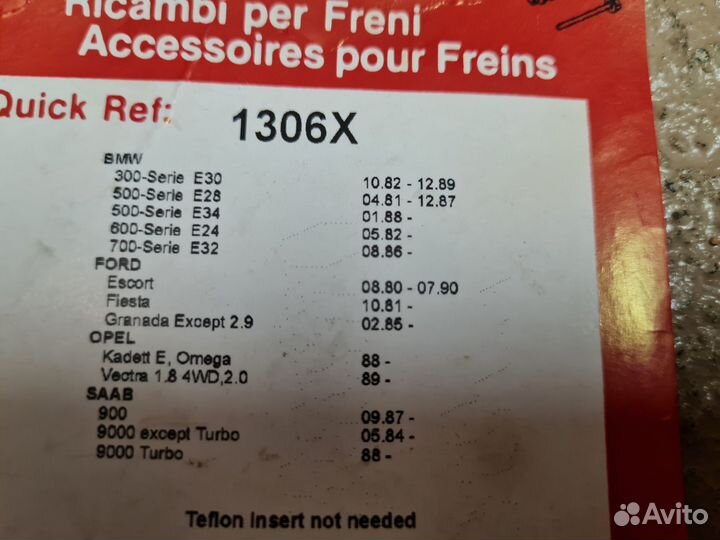 Ricambi per Freni
Accessoires pour Freins
Quick Ref: 1306X
BMW
300-Serie E30 10.82 - 12.89
500-Serie E28 04.81 - 12.87
500-Serie E34 01.88 -
600-Serie E24 05.82 -
700-Serie E32 08.86 -
FORD
Escort 08.80 - 07.90
Fiesta 10.81 -
Granada Except 2.9 02.85 -
OPEL
Kadett E, Omega 88 -
Vectra 1.8 4WD,2.0 89 -
SAAB
900 09.87 -
9000 except Turbo 05.84 -
9000 Turbo 88 -
Teflon Insert not needed
Avito